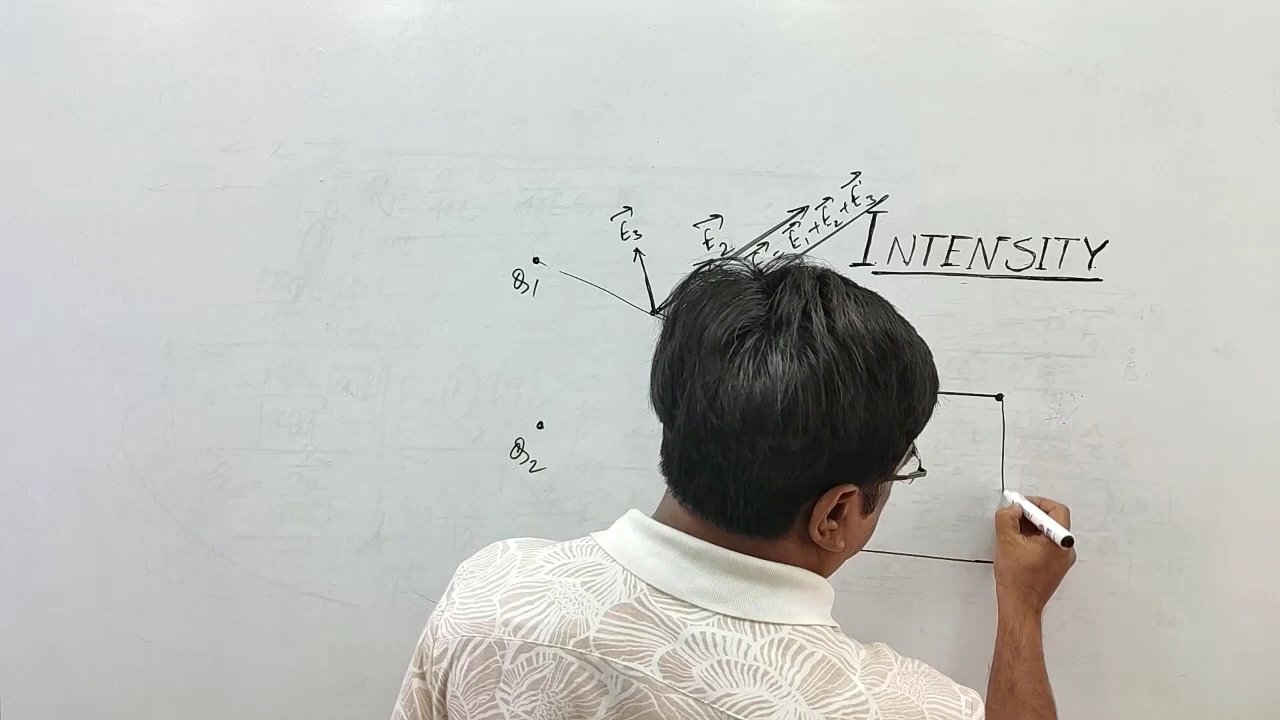 E⃗₃
E⃗₂
E⃗ = E⃗₁ + E⃗₂ + E⃗₃
INTENSITY
Q₁
Q₂